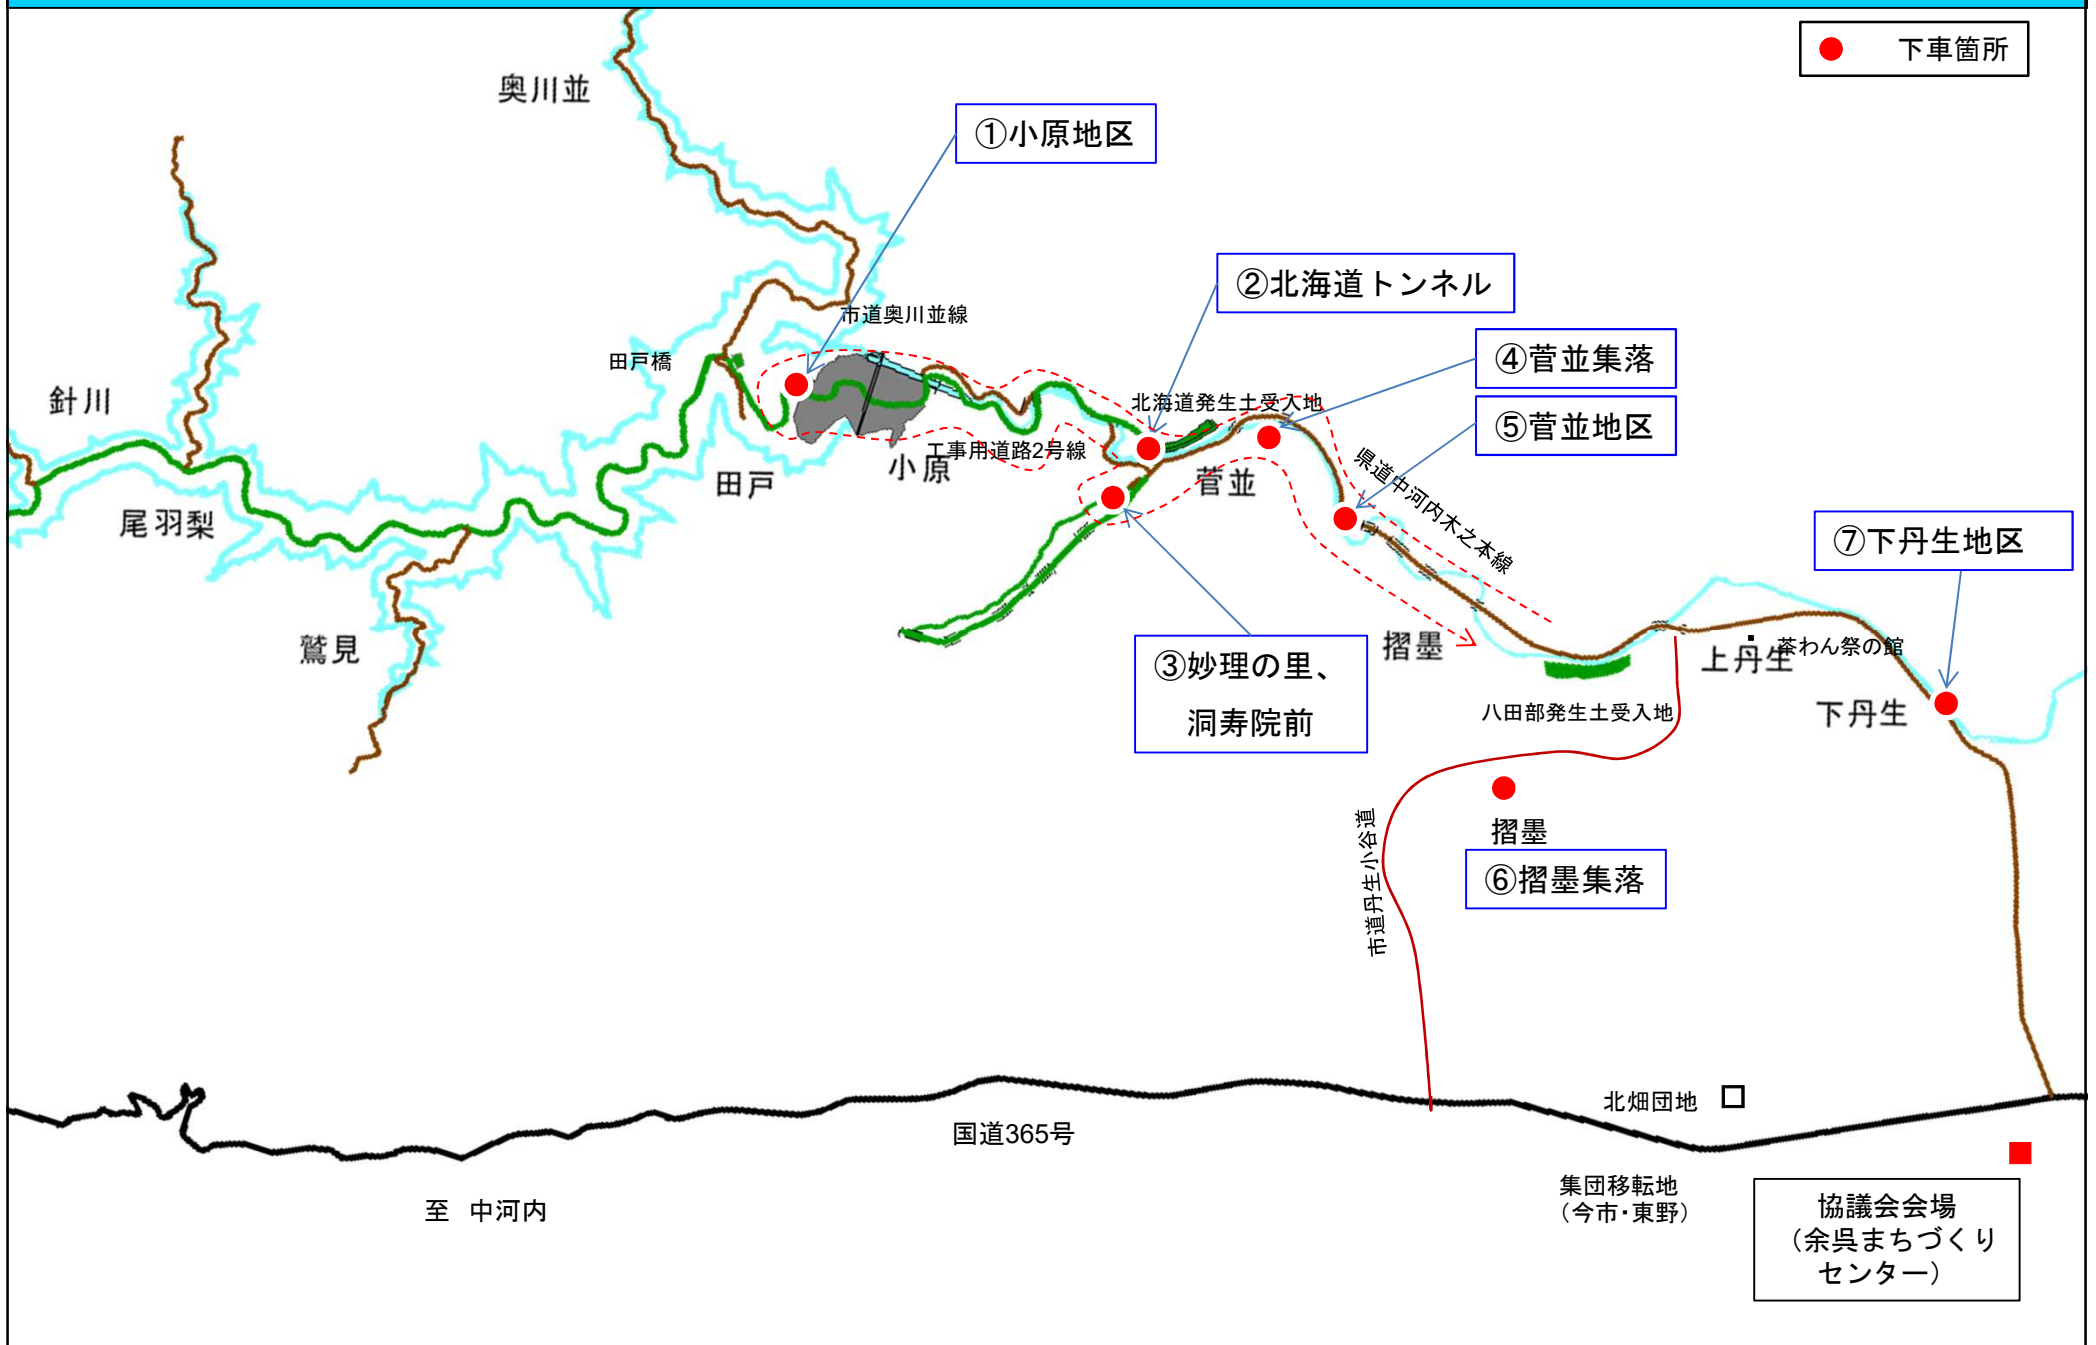 下車箇所
奥川並
①小原地区
②北海道トンネル
市道奥川並線
④菅並集落
田戸橋
針川
北海道発生土受入地
⑤菅並地区
工事用道路2号線
小原
田戸
菅並
県道中河内木之本線
尾羽梨
⑦下丹生地区
鷲見
摺墨
③妙理の里、
洞寿院前
上丹生
茶わん祭の館
八田部発生土受入地
下丹生
市道丹生小谷道
摺墨
⑥摺墨集落
北畑団地
国道365号
至　中河内
集団移転地
（今市・東野）
協議会会場
（余呉まちづくり
センター）